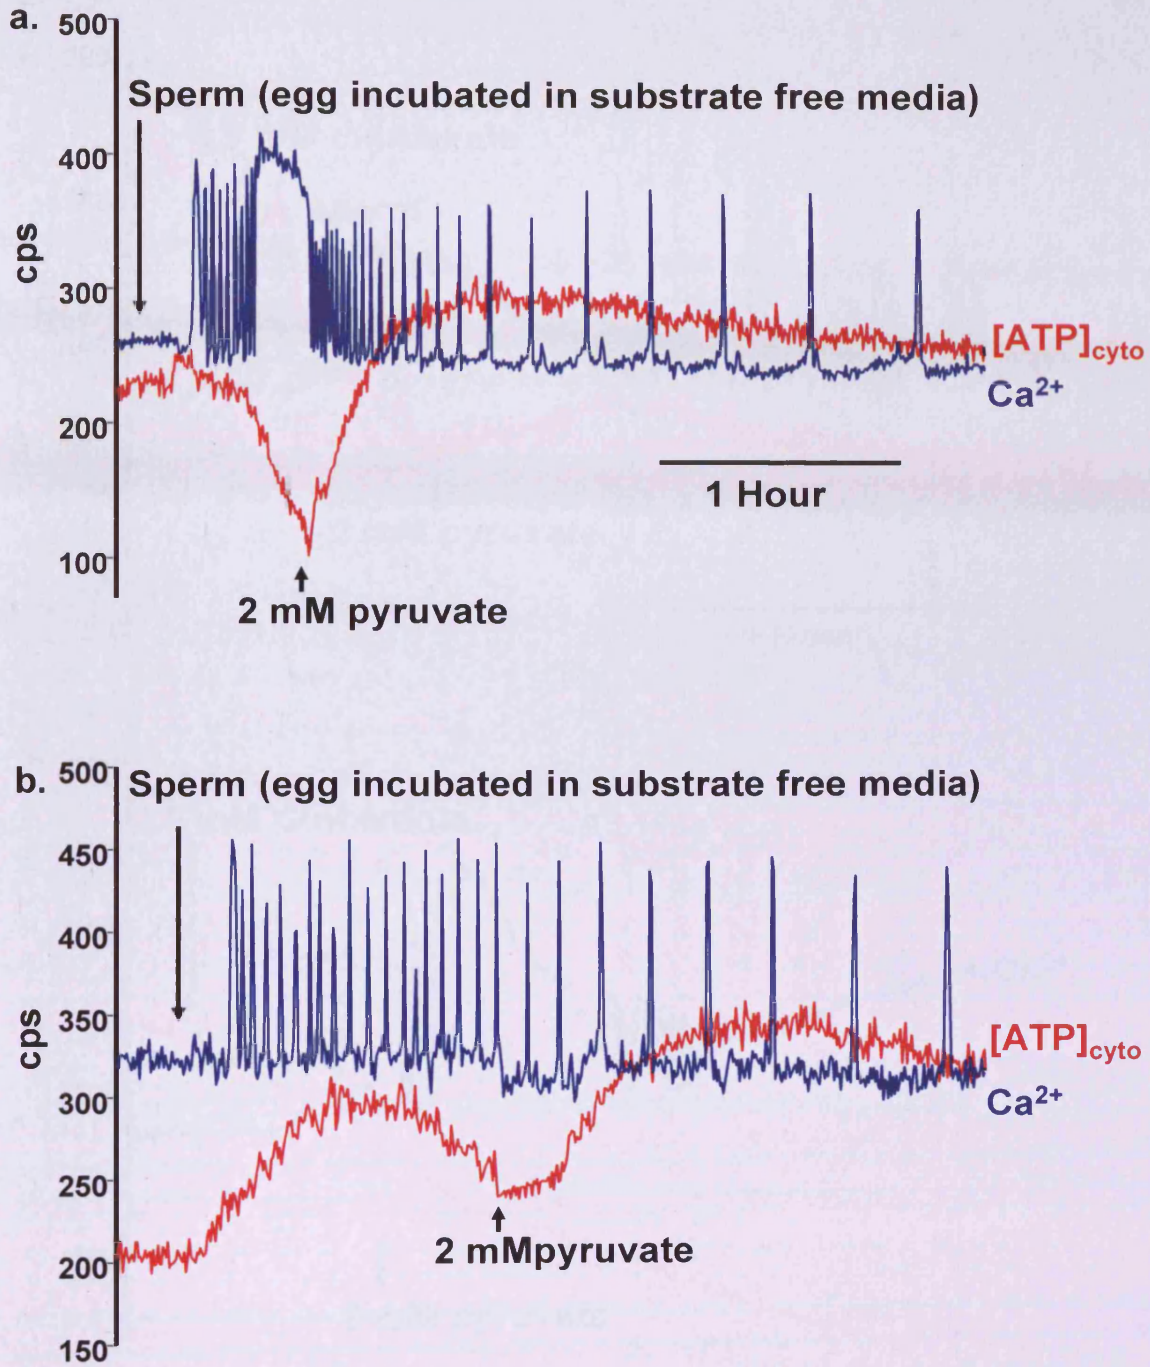 a.
500
Sperm (egg incubated in substrate free media)
400
cps
300
[ATP]cyto
Ca2+
200
1 Hour
100
2 mM pyruvate
b.
500
Sperm (egg incubated in substrate free media)
450
400
350
cps
[ATP]cyto
300
Ca2+
250
2 mMpyruvate
200
150